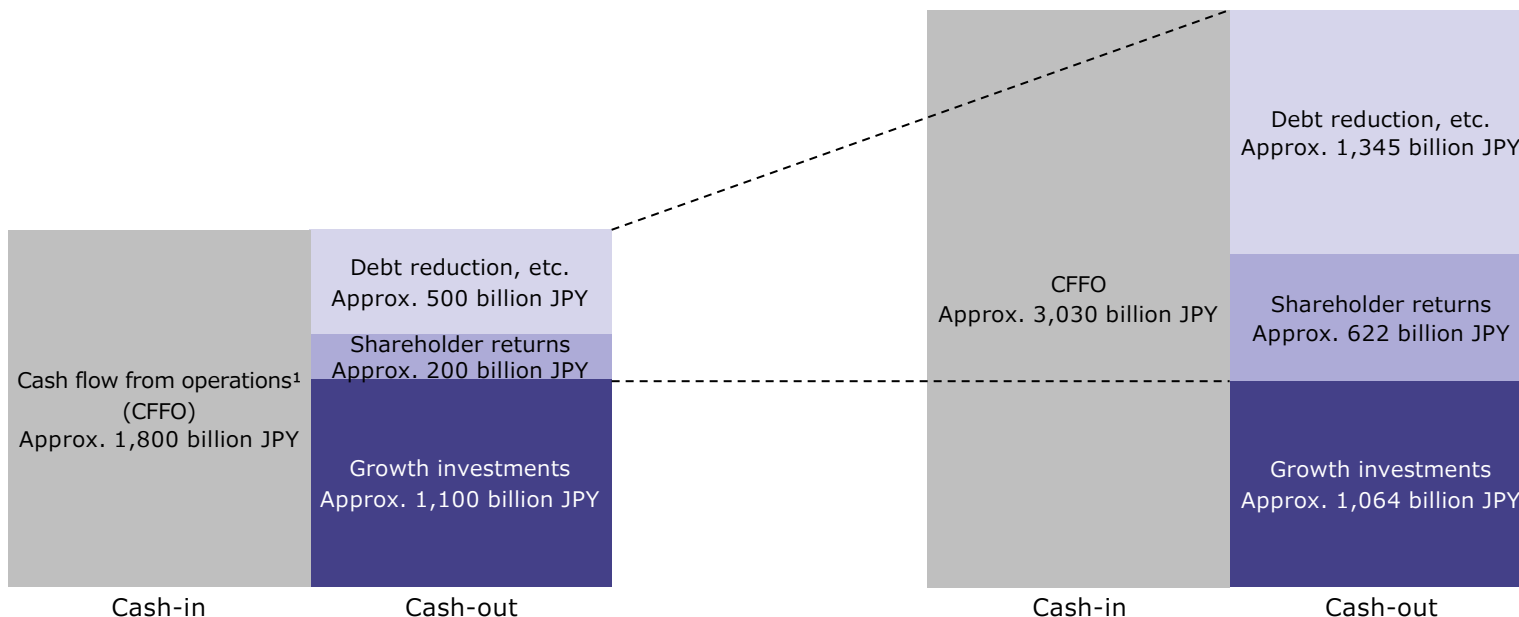 Cash flow from operations¹
(CFFO)
Approx. 1,800 billion JPY
Debt reduction, etc.
Approx. 500 billion JPY
Shareholder returns
Approx. 200 billion JPY
Growth investments
Approx. 1,100 billion JPY
Cash-in
Cash-out
CFFO
Approx. 3,030 billion JPY
Debt reduction, etc.
Approx. 1,345 billion JPY
Shareholder returns
Approx. 622 billion JPY
Growth investments
Approx. 1,064 billion JPY
Cash-in
Cash-out